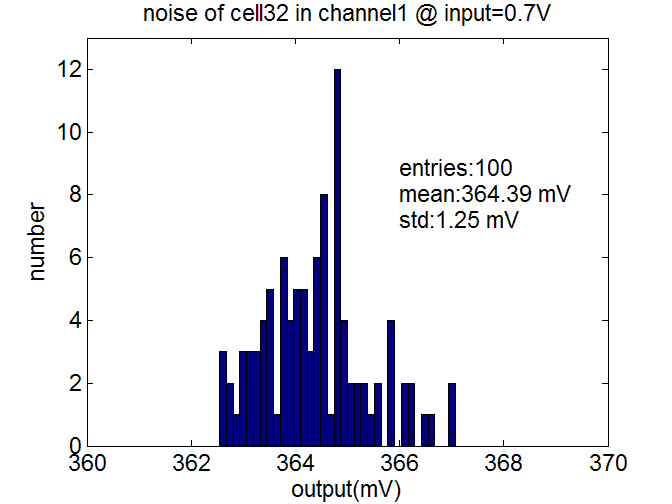 noise of cell32 in channel1 @ input=0.7V
12
10
8
6
4
2
0
number
entries:100
mean:364.39 mV
std:1.25 mV
360
362
364
366
368
370
output(mV)